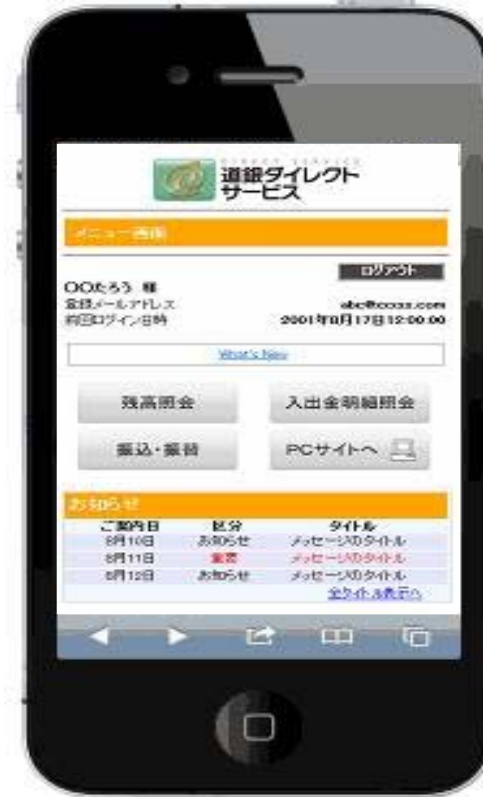 DIRECT SERVICE
道銀ダイレクト
サービス
メニュー画面
ログアウト
〇〇たろう 様
登録メールアドレス
前回ログイン日時 2001年8月17日12:00:00
What's New
残高照会 入出金明細照会
振込・振替 PCサイトへ
お知らせ
ご案内日 区分 タイトル
8月10日 お知らせ メッセージのタイトル
8月11日 重要 メッセージのタイトル
8月12日 お知らせ メッセージのタイトル
全タイトル表示へ